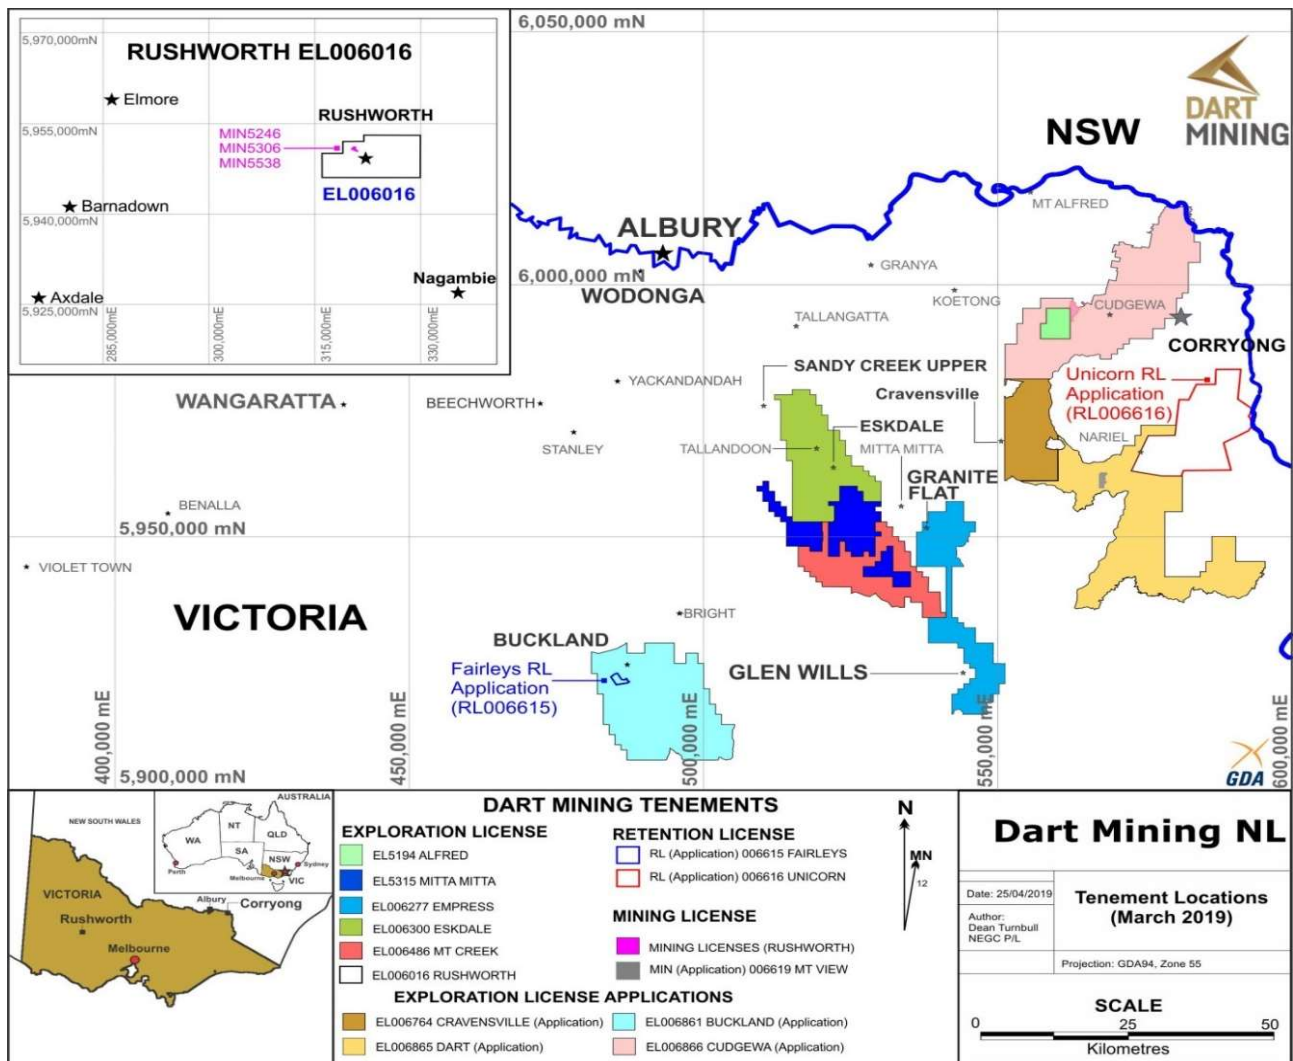 RUSHWORTH EL006016
5,970,000mN
Elmore
5,955,000mN
RUSHWORTH
MIN5246
MIN5306
MIN5538
EL006016
Barnadown
5,940,000mN
Nagambie
Axdale
5,925,000mN
285,000mE
300,000mE
315,000mE
330,000mE
6,050,000 mN
DART
MINING
NSW
MT ALFRED
ALBURY
GRANYA
6,000,000 mN
WODONGA
KOETONG
CUDGEWA
TALLANGATTA
CORRYONG
SANDY CREEK UPPER
Unicorn RL
Application
(RL006616)
YACKANDANDAH
Cravensville
WANGARATTA
BEECHWORTH
ESKDALE
STANLEY
TALLANDOON
MITTA MITTA
NARIEL
GRANITE
FLAT
BENALLA
5,950,000 mN
VIOLET TOWN
VICTORIA
BRIGHT
BUCKLAND
Fairleys RL
Application
(RL006615)
GLEN WILLS
400,000 mE
450,000 mE
500,000 mE
550,000 mE
600,000 mE
5,900,000 mN
GDA
NEW SOUTH WALES
AUSTRALIA
WA
NT
QLD
SA
NSW
Perth
Sydney
Melbourne
VIC
VICTORIA
Albury
Corryong
Rushworth
Melbourne
DART MINING TENEMENTS
EXPLORATION LICENSE
EL5194 ALFRED
EL5315 MITTA MITTA
EL006277 EMPRESS
EL006300 ESKDALE
EL006486 MT CREEK
EL006016 RUSHWORTH
RETENTION LICENSE
RL (Application) 006615 FAIRLEYS
RL (Application) 006616 UNICORN
MINING LICENSE
MINING LICENSES (RUSHWORTH)
MIN (Application) 006619 MT VIEW
EXPLORATION LICENSE APPLICATIONS
EL006764 CRAVENSVILLE (Application)
EL006861 BUCKLAND (Application)
EL006865 DART (Application)
EL006866 CUDGEWA (Application)
N
MN
12
Dart Mining NL
Date: 25/04/2019
Author:
Dean Turnbull
NEGC P/L
Tenement Locations
(March 2019)
Projection: GDA94, Zone 55
SCALE
0 25 50
Kilometres